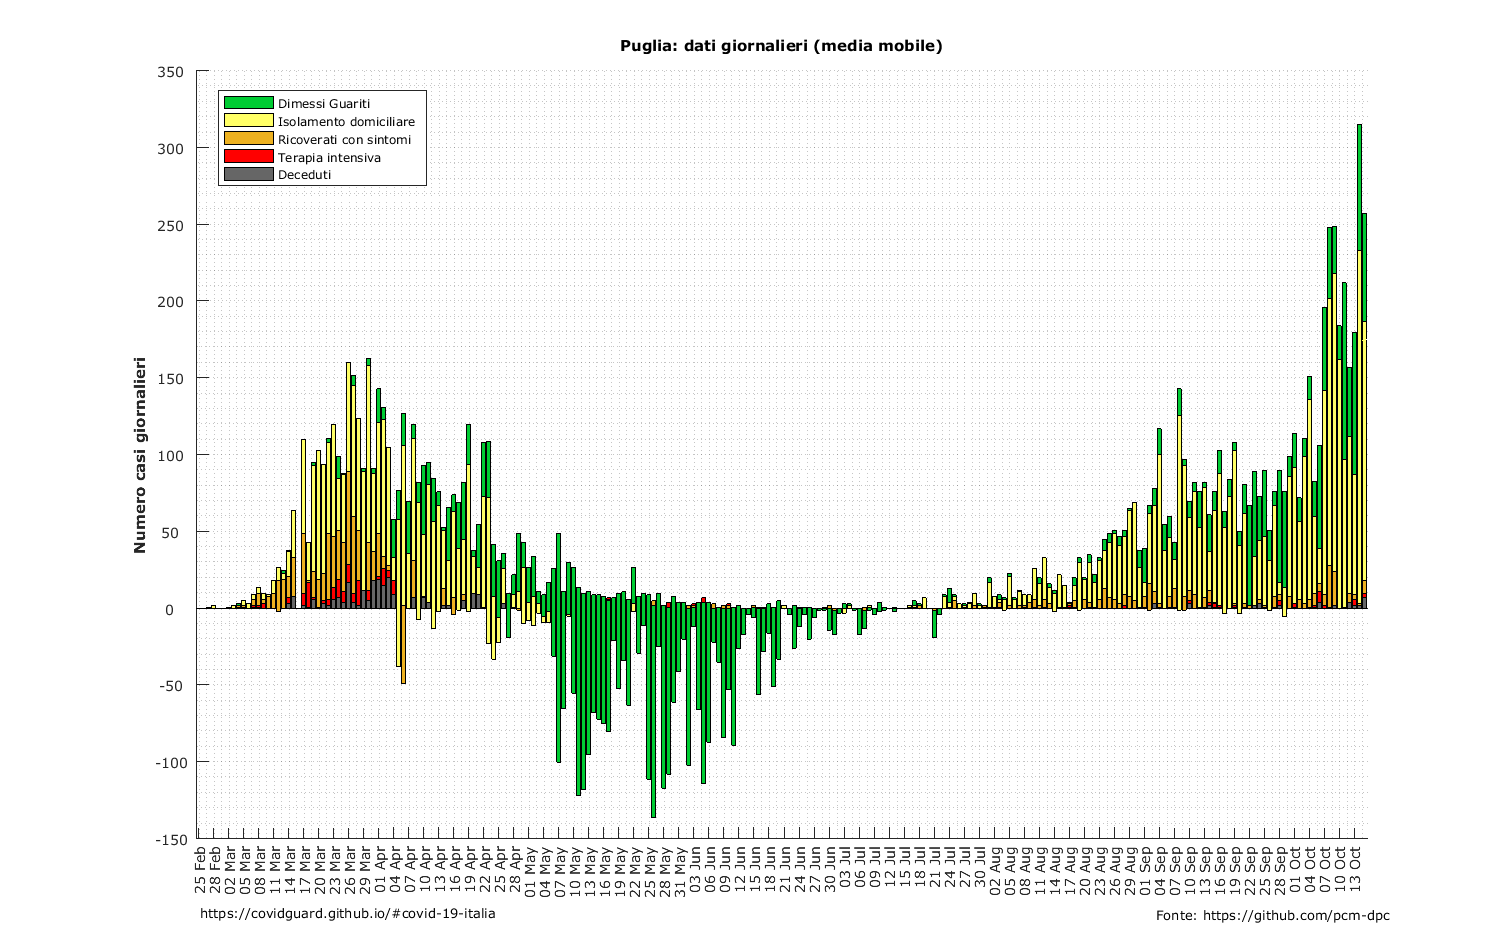 Puglia: dati giornalieri (media mobile)
350
300
250
200
150
100
50
0
-50
-100
-150
Numero casi giornalieri
Dimessi Guariti
Isolamento domiciliare
Ricoverati con sintomi
Terapia intensiva
Deceduti
25 Feb
28 Feb
02 Mar
05 Mar
08 Mar
11 Mar
14 Mar
17 Mar
20 Mar
23 Mar
26 Mar
29 Mar
01 Apr
04 Apr
07 Apr
10 Apr
13 Apr
16 Apr
19 Apr
22 Apr
25 Apr
28 Apr
01 May
04 May
07 May
10 May
13 May
16 May
19 May
22 May
25 May
28 May
31 May
03 Jun
06 Jun
09 Jun
12 Jun
15 Jun
18 Jun
21 Jun
24 Jun
27 Jun
30 Jun
03 Jul
06 Jul
09 Jul
12 Jul
15 Jul
18 Jul
21 Jul
24 Jul
27 Jul
30 Jul
02 Aug
05 Aug
08 Aug
11 Aug
14 Aug
17 Aug
20 Aug
23 Aug
26 Aug
29 Aug
01 Sep
04 Sep
07 Sep
10 Sep
13 Sep
16 Sep
19 Sep
22 Sep
25 Sep
28 Sep
01 Oct
04 Oct
07 Oct
10 Oct
13 Oct
https://covidguard.github.io/#covid-19-italia
Fonte: https://github.com/pcm-dpc